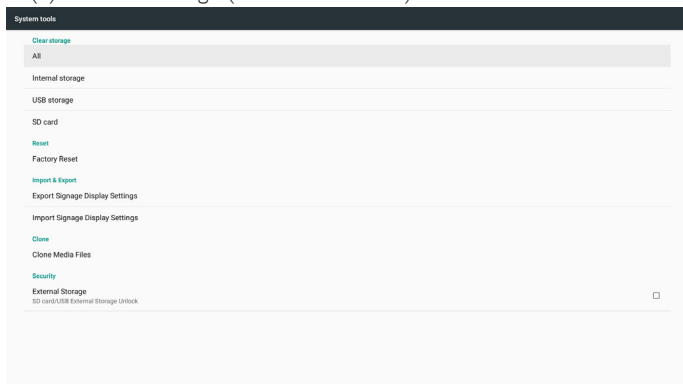 System tools
Clear storage
All
Internal storage
USB storage
SD card
Reset
Factory Reset
Import & Export
Export Signage Display Settings
Import Signage Display Settings
Clone
Clone Media Files
Security
External Storage
SD card/USB External Storage Unlock